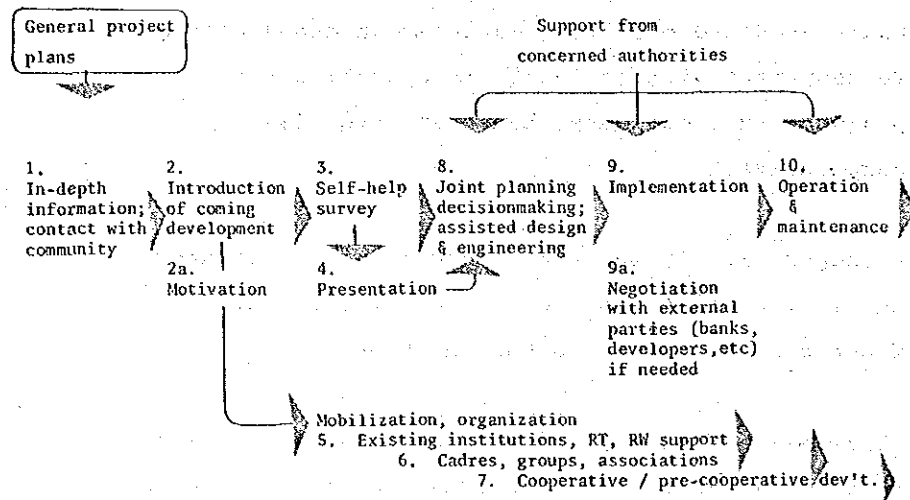 General project
plans
Support from
concerned authorities
1.
In-depth
information;
contact with
community
2.
Introduction
of coming
development
2a.
Motivation
3.
Self-help
survey
4.
Presentation
8.
Joint planning
decisionmaking;
assisted design
& engineering
9.
Implementation
9a.
Negotiation
with external
parties (banks,
developers,etc)
if needed
10.
Operation
&
maintenance
Mobilization, organization
5. Existing institutions, RT, RW support
6. Cadres, groups, associations
7. Cooperative / pre-cooperative dev't.